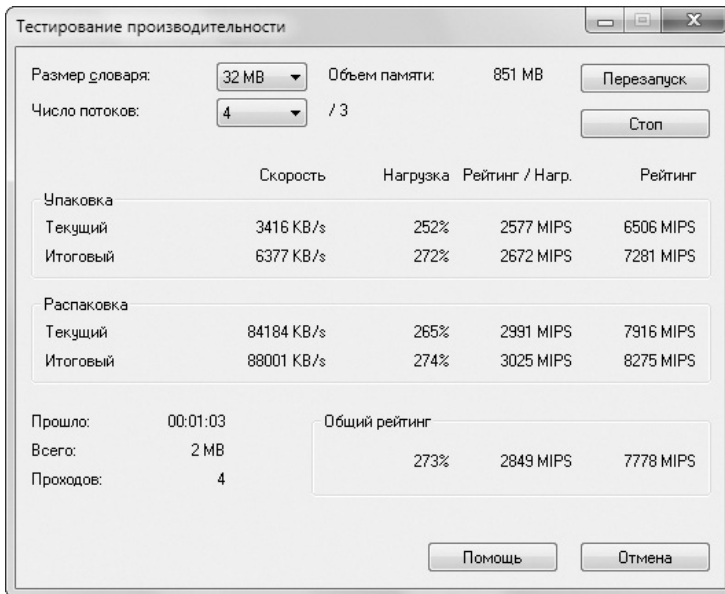 Тестирование производительности
Размер словаря: 32 MB Объем памяти: 851 MB Перезапуск
Число потоков: 4 / 3 Стоп
Скорость Нагрузка Рейтинг / Нагр. Рейтинг
Упаковка
Текущий 3416 KB/s 252% 2577 MIPS 6506 MIPS
Итоговый 6377 KB/s 272% 2672 MIPS 7281 MIPS
Распаковка
Текущий 84184 KB/s 265% 2991 MIPS 7916 MIPS
Итоговый 88001 KB/s 274% 3025 MIPS 8275 MIPS
Прошло: 00:01:03 Общий рейтинг
Всего: 2 MB
273% 2849 MIPS 7778 MIPS
Проходов: 4
Помощь Отмена